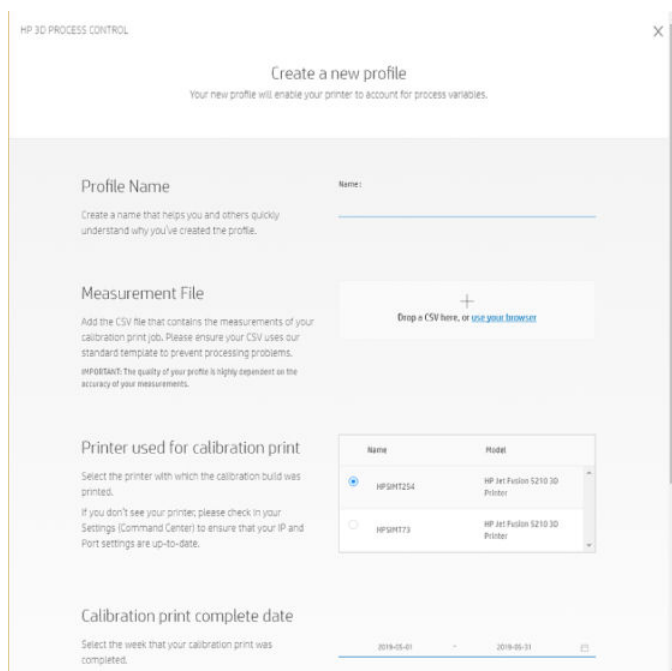 HP 3D PROCESS CONTROL
Create a new profile
Your new profile will enable your printer to account for process variables.
Profile Name
Create a name that helps you and others quickly
understand why you've created the profile.
Name:
Measurement File
Add the CSV file that contains the measurements of your
calibration print job. Please ensure your CSV uses our
standard template to prevent processing problems.
IMPORTANT: The quality of your profile is highly dependent on the
accuracy of your measurements.
Drop a CSV here, or use your browser
Printer used for calibration print
Select the printer with which the calibration build was
printed.
If you don't see your printer, please check in your
Settings (Command Center) to ensure that your IP and
Port settings are up-to-date.
Name Model
HPSIMT254 HP Jet Fusion 5210 3D
Printer
HPSIMT73 HP Jet Fusion 5210 3D
Printer
Calibration print complete date
Select the week that your calibration print was
completed.
2019-05-01 - 2019-05-31